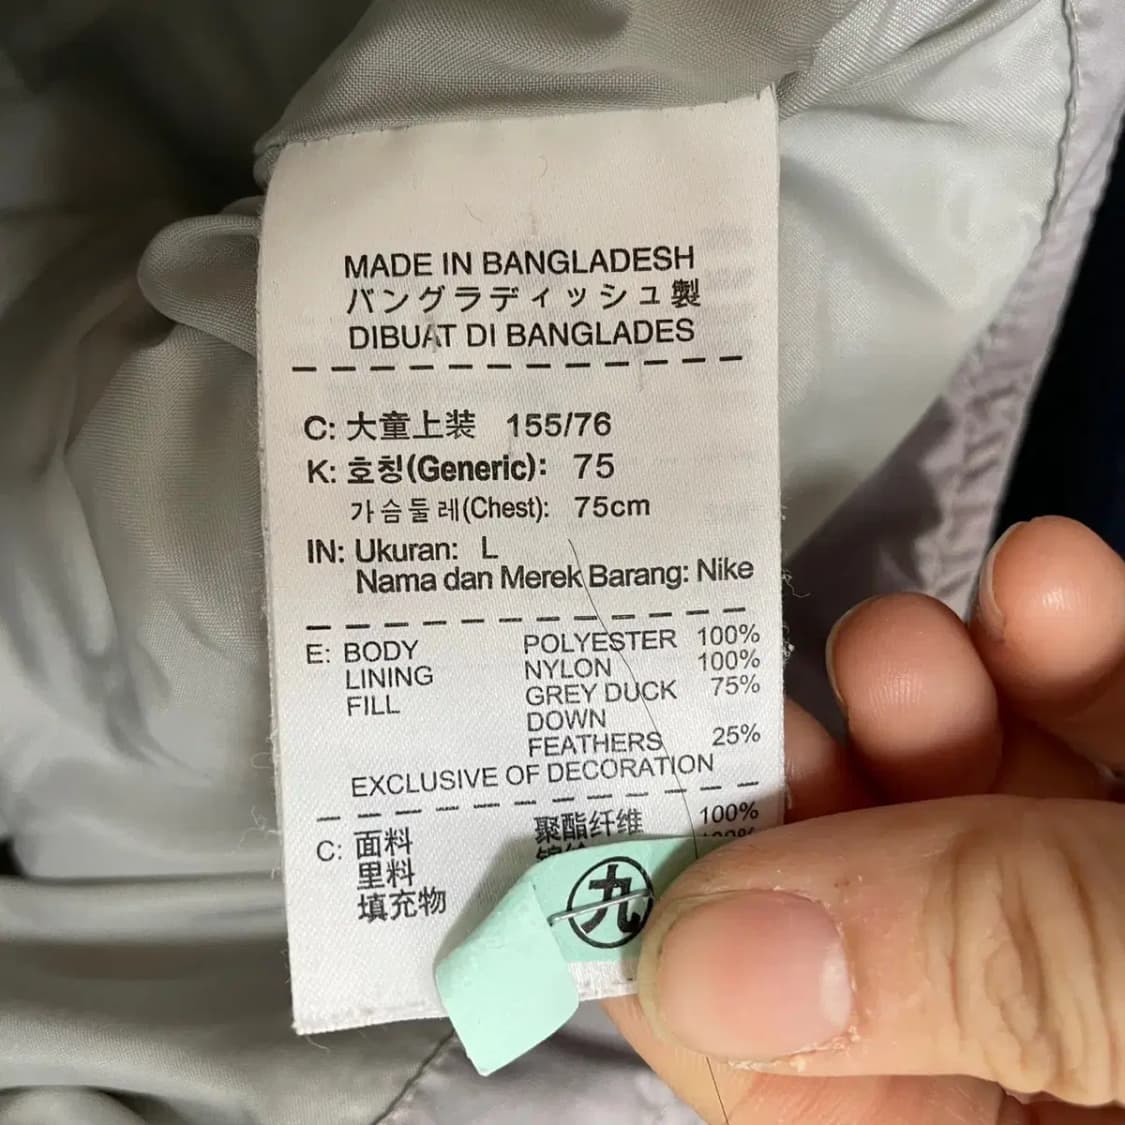 MADE IN BANGLADESH
バングラディッシュ製
DIBUAT DI BANGLADES
C: 大童上装 155/76
K: 호칭(Generic): 75
가슴둘레(Chest): 75cm
IN: Ukuran: L
Nama dan Merek Barang: Nike
E: BODY POLYESTER 100%
LINING NYLON 100%
FILL GREY DUCK 75%
DOWN
FEATHERS 25%
EXCLUSIVE OF DECORATION
C: 面料 聚酯纤维 100%
里料
填充物
九